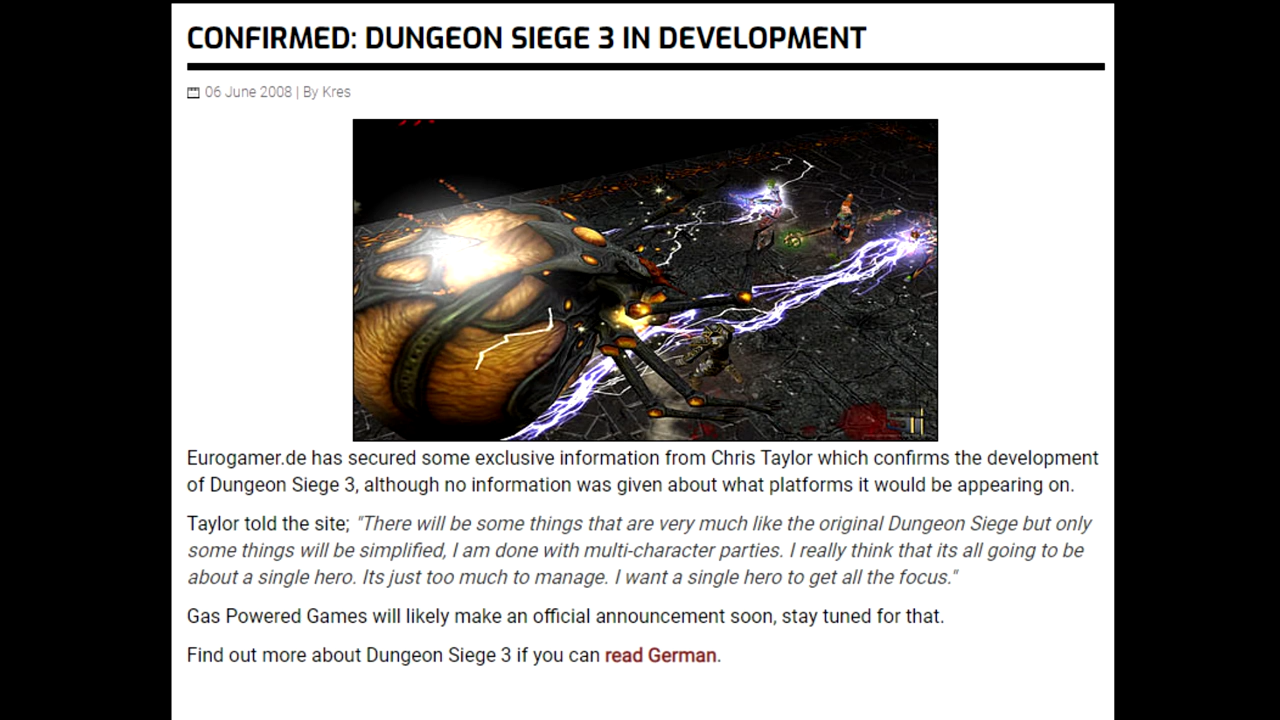 CONFIRMED: DUNGEON SIEGE 3 IN DEVELOPMENT
06 June 2008 | By Kres
Eurogamer.de has secured some exclusive information from Chris Taylor which confirms the development
of Dungeon Siege 3, although no information was given about what platforms it would be appearing on.
Taylor told the site; "There will be some things that are very much like the original Dungeon Siege but only
some things will be simplified, I am done with multi-character parties. I really think that its all going to be
about a single hero. Its just too much to manage. I want a single hero to get all the focus."
Gas Powered Games will likely make an official announcement soon, stay tuned for that.
Find out more about Dungeon Siege 3 if you can read German.